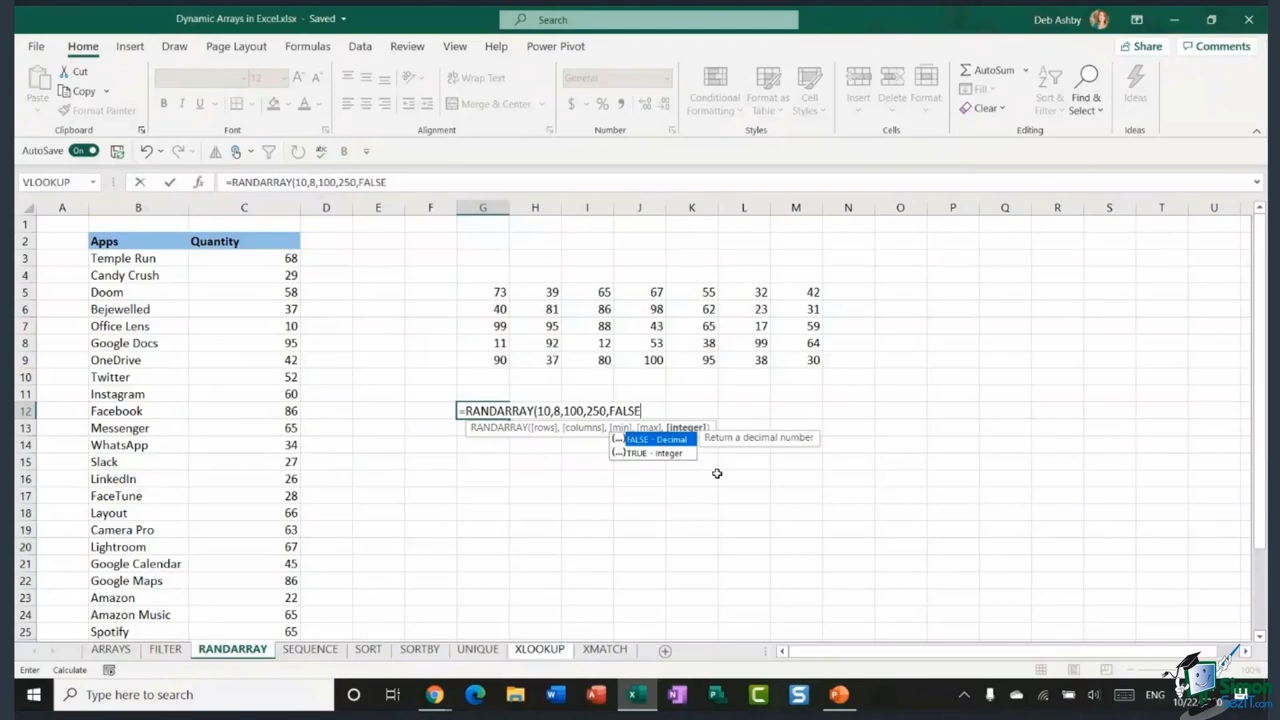 Dynamic Arrays in Excel.xlsx - Saved
Search
Deb Ashby
File Home Insert Draw Page Layout Formulas Data Review View Help Power Pivot
Share Comments
Paste
Cut
Copy
Format Painter
Clipboard
12
Font
Wrap Text
Merge & Center
Alignment
General
Number
Conditional Formatting
Format as Table
Cell Styles
Styles
Insert Delete Format
Cells
AutoSum
Fill
Clear
Sort & Filter
Find & Select
Editing
Ideas
Ideas
AutoSave On
VLOOKUP
=RANDARRAY(10,8,100,250,FALSE
A B C D E F G H I J K L M N O P Q R S T U
1
2 Apps Quantity
3 Temple Run 68
4 Candy Crush 29
5 Doom 58 73 39 65 67 55 32 42
6 Bejewelled 37 40 81 86 98 62 23 31
7 Office Lens 10 99 95 88 43 65 17 59
8 Google Docs 95 11 92 12 53 38 99 64
9 OneDrive 42 90 37 80 100 95 38 30
10 Twitter 52
11 Instagram 60
12 Facebook 86 =RANDARRAY(10,8,100,250,FALSE
13 Messenger 65 RANDARRAY([rows], [columns], [min], [max], [integer])
14 WhatsApp 34 (...) FALSE - Decimal Return a decimal number
(...) TRUE - Integer
15 Slack 27
16 LinkedIn 26
17 FaceTune 28
18 Layout 66
19 Camera Pro 63
20 Lightroom 67
21 Google Calendar 45
22 Google Maps 86
23 Amazon 22
24 Amazon Music 65
25 Spotify 65
ARRAYS FILTER RANDARRAY SEQUENCE SORT SORTBY UNIQUE XLOOKUP XMATCH
Enter Calculate
100%
Type here to search
ENG